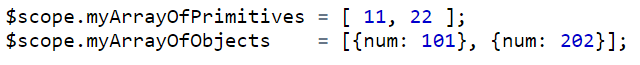 $scope.myArrayOfPrimitives = [ 11, 22 ];
$scope.myArrayOfObjects    = [{num: 101}, {num: 202}];